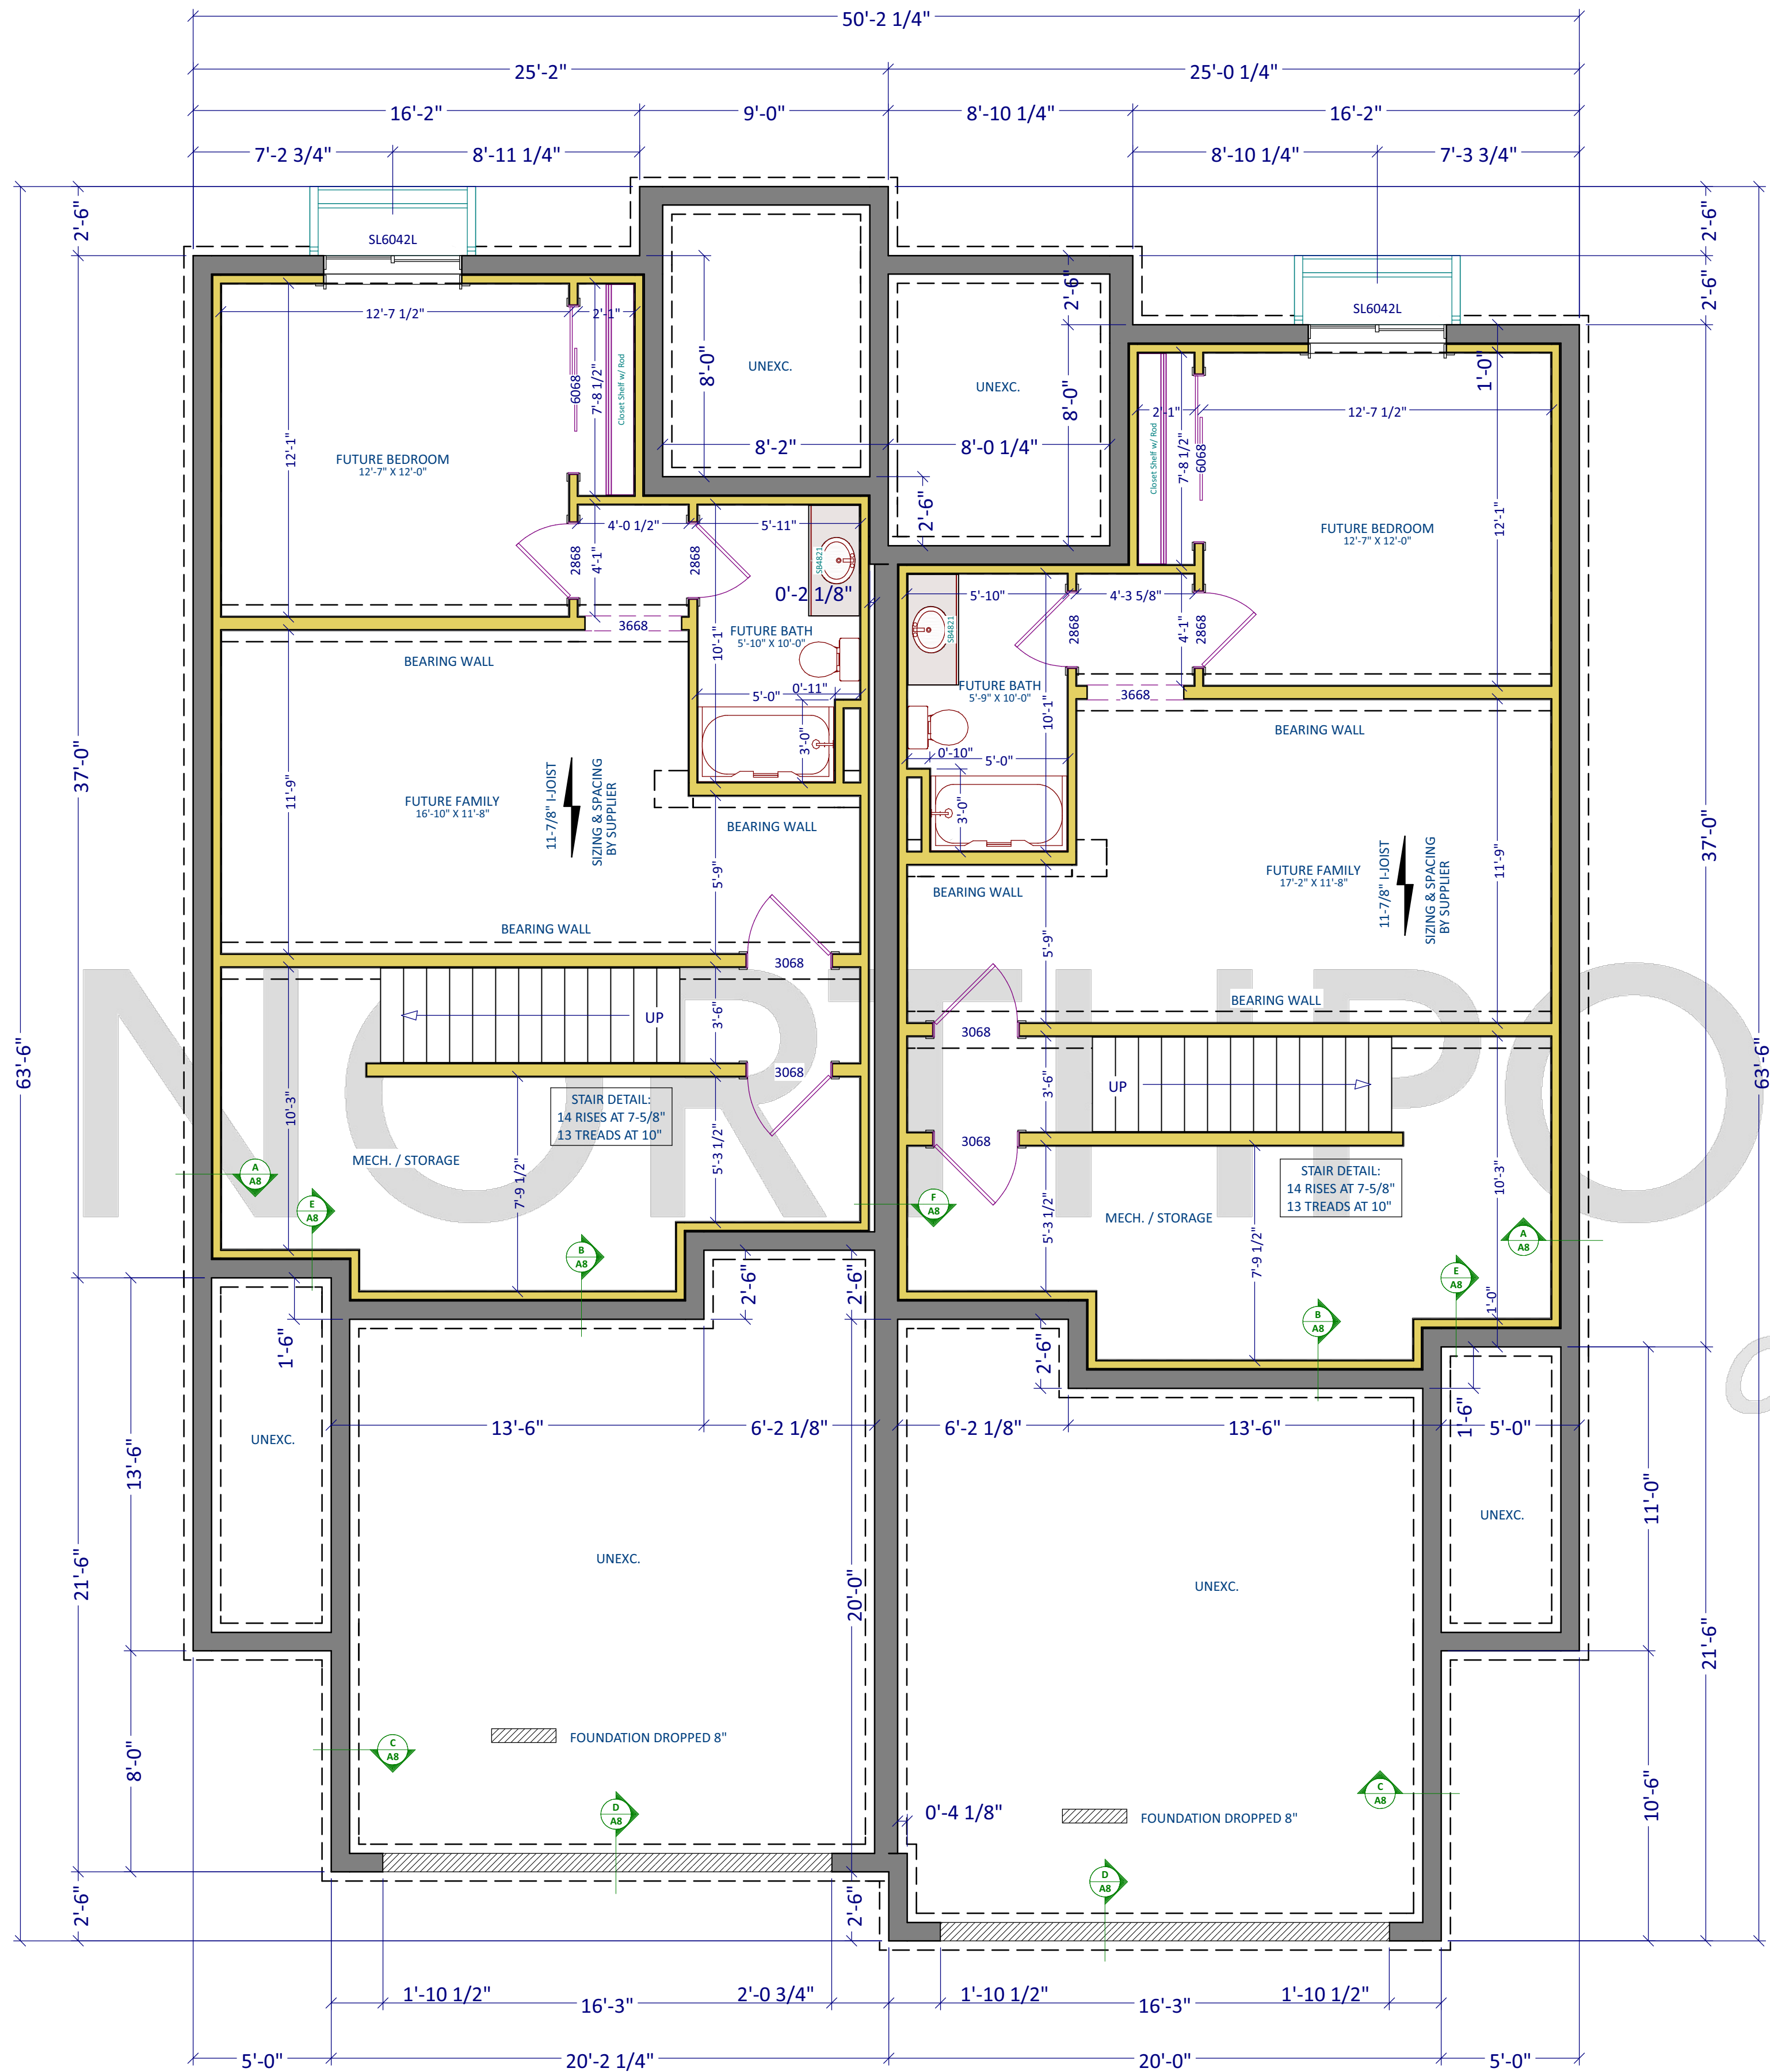 50'-2 1/4"
25'-2"
25'-0 1/4"
16'-2"
9'-0"
8'-10 1/4"
16'-2"
7'-2 3/4"
8'-11 1/4"
8'-10 1/4"
7'-3 3/4"
2'-6"
SL6042L
2'-6"
2'-6"
2'-6"
SL6042L
12'-7 1/2"
2'-1"
6068
7'-8 1/2"
Closet Shelf w/ Rod
8'-0"
UNEXC.
UNEXC.
8'-0"
1'-0"
2'-1"
12'-7 1/2"
12'-1"
FUTURE BEDROOM
12'-7" X 12'-0"
8'-2"
8'-0 1/4"
Closet Shelf w/ Rod
7'-8 1/2"
6068
2'-6"
FUTURE BEDROOM
12'-7" X 12'-0"
12'-1"
4'-0 1/2"
5'-11"
2868
4'-1"
2868
SB4821
0'-2 1/8"
5'-10"
4'-3 5/8"
SB4821
2868
4'-1"
2868
3668
FUTURE BATH
5'-10" X 10'-0"
10'-1"
BEARING WALL
5'-0"
0'-11"
3'-0"
FUTURE BATH
5'-9" X 10'-0"
3668
10'-1"
BEARING WALL
0'-10"
5'-0"
3'-0"
37'-0"
11'-9"
FUTURE FAMILY
16'-10" X 11'-8"
11-7/8" I-JOIST
SIZING & SPACING
BY SUPPLIER
BEARING WALL
5'-9"
BEARING WALL
FUTURE FAMILY
17'-2" X 11'-8"
11-7/8" I-JOIST
SIZING & SPACING
BY SUPPLIER
11'-9"
37'-0"
BEARING WALL
5'-9"
3068
BEARING WALL
NORTHPO
63'-6"
UP
3'-6"
3068
3068
UP
3'-6"
3068
63'-6"
10'-3"
STAIR DETAIL:
14 RISES AT 7-5/8"
13 TREADS AT 10"
MECH. / STORAGE
7'-9 1/2"
5'-3 1/2"
STAIR DETAIL:
14 RISES AT 7-5/8"
13 TREADS AT 10"
MECH. / STORAGE
5'-3 1/2"
7'-9 1/2"
10'-3"
A
A8
E
A8
B
A8
F
A8
A
A8
E
A8
B
A8
1'-6"
2'-6"
2'-6"
2'-6"
1'-0"
1'-6"
13'-6"
6'-2 1/8"
6'-2 1/8"
13'-6"
5'-0"
UNEXC.
13'-6"
21'-6"
UNEXC.
20'-0"
UNEXC.
UNEXC.
11'-0"
21'-6"
8'-0"
FOUNDATION DROPPED 8"
C
A8
D
A8
0'-4 1/8"
FOUNDATION DROPPED 8"
C
A8
D
A8
10'-6"
2'-6"
2'-6"
1'-10 1/2"
16'-3"
2'-0 3/4"
1'-10 1/2"
16'-3"
1'-10 1/2"
5'-0"
20'-2 1/4"
20'-0"
5'-0"